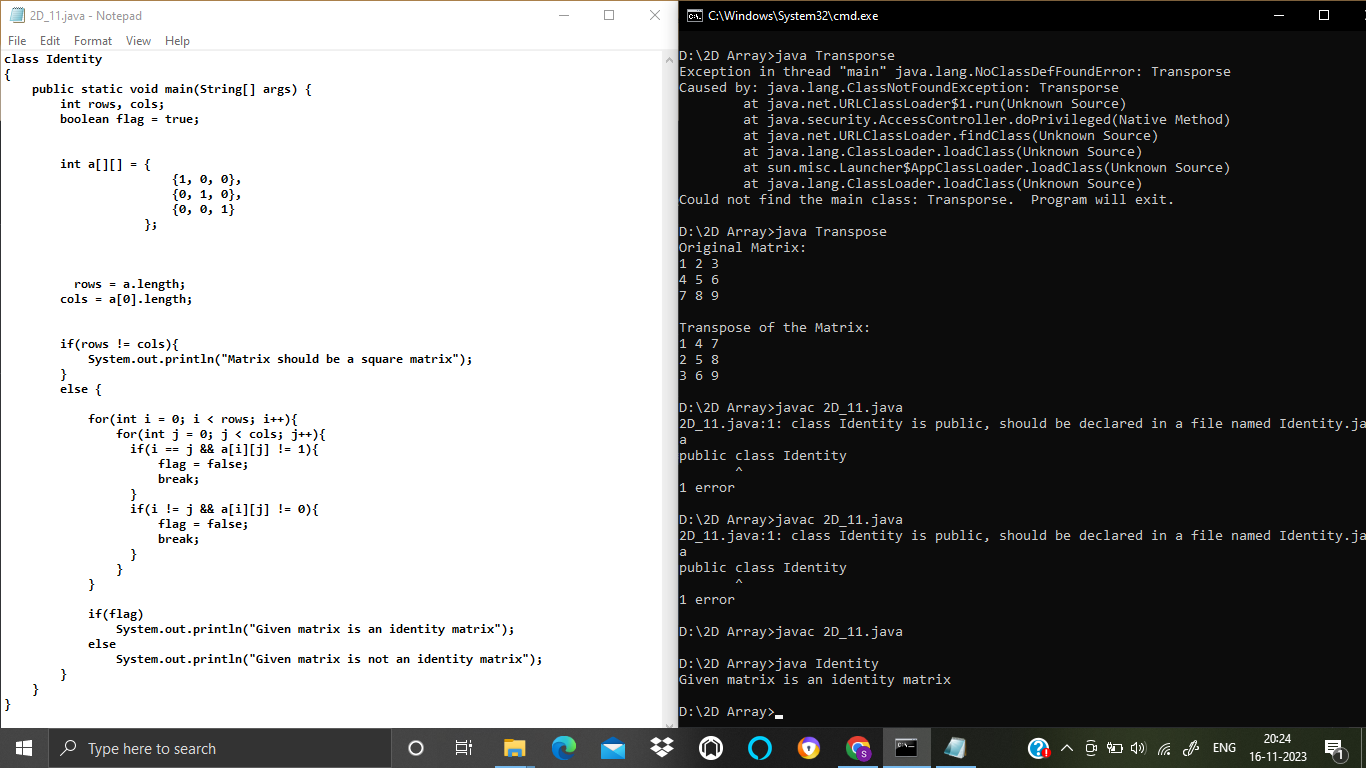 2D_11.java - Notepad
File Edit Format View Help
class Identity
{
    public static void main(String[] args) {
        int rows, cols;
        boolean flag = true;
        int a[][] = {
                        {1, 0, 0},
                        {0, 1, 0},
                        {0, 0, 1}
                    };
          rows = a.length;
        cols = a[0].length;
        if(rows != cols){
            System.out.println("Matrix should be a square matrix");
        }
        else {
            for(int i = 0; i < rows; i++){
                for(int j = 0; j < cols; j++){
                  if(i == j && a[i][j] != 1){
                      flag = false;
                      break;
                  }
                  if(i != j && a[i][j] != 0){
                      flag = false;
                      break;
                  }
                }
            }
            if(flag)
                System.out.println("Given matrix is an identity matrix");
            else
                System.out.println("Given matrix is not an identity matrix");
        }
    }
}
C:\Windows\System32\cmd.exe
D:\2D Array>java Transporse
Exception in thread "main" java.lang.NoClassDefFoundError: Transporse
Caused by: java.lang.ClassNotFoundException: Transporse
        at java.net.URLClassLoader$1.run(Unknown Source)
        at java.security.AccessController.doPrivileged(Native Method)
        at java.net.URLClassLoader.findClass(Unknown Source)
        at java.lang.ClassLoader.loadClass(Unknown Source)
        at sun.misc.Launcher$AppClassLoader.loadClass(Unknown Source)
        at java.lang.ClassLoader.loadClass(Unknown Source)
Could not find the main class: Transporse.  Program will exit.
D:\2D Array>java Transpose
Original Matrix:
1 2 3
4 5 6
7 8 9
Transpose of the Matrix:
1 4 7
2 5 8
3 6 9
D:\2D Array>javac 2D_11.java
2D_11.java:1: class Identity is public, should be declared in a file named Identity.ja
a
public class Identity
       ^
1 error
D:\2D Array>javac 2D_11.java
2D_11.java:1: class Identity is public, should be declared in a file named Identity.ja
a
public class Identity
       ^
1 error
D:\2D Array>javac 2D_11.java
D:\2D Array>java Identity
Given matrix is an identity matrix
D:\2D Array>
Type here to search
S
ENG
20:24
16-11-2023
1